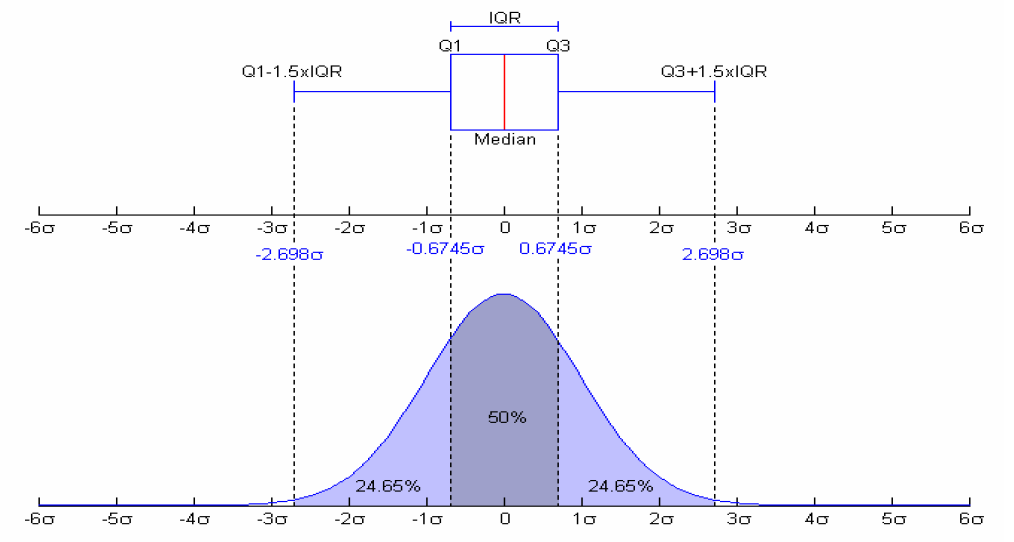 IQR
Q1 Q3
Q1-1.5xIQR Q3+1.5xIQR
Median
-6σ -5σ -4σ -3σ -2σ -1σ 0 1σ 2σ 3σ 4σ 5σ 6σ
-2.698σ -0.6745σ 0.6745σ 2.698σ
50%
24.65% 24.65%
-6σ -5σ -4σ -3σ -2σ -1σ 0 1σ 2σ 3σ 4σ 5σ 6σ